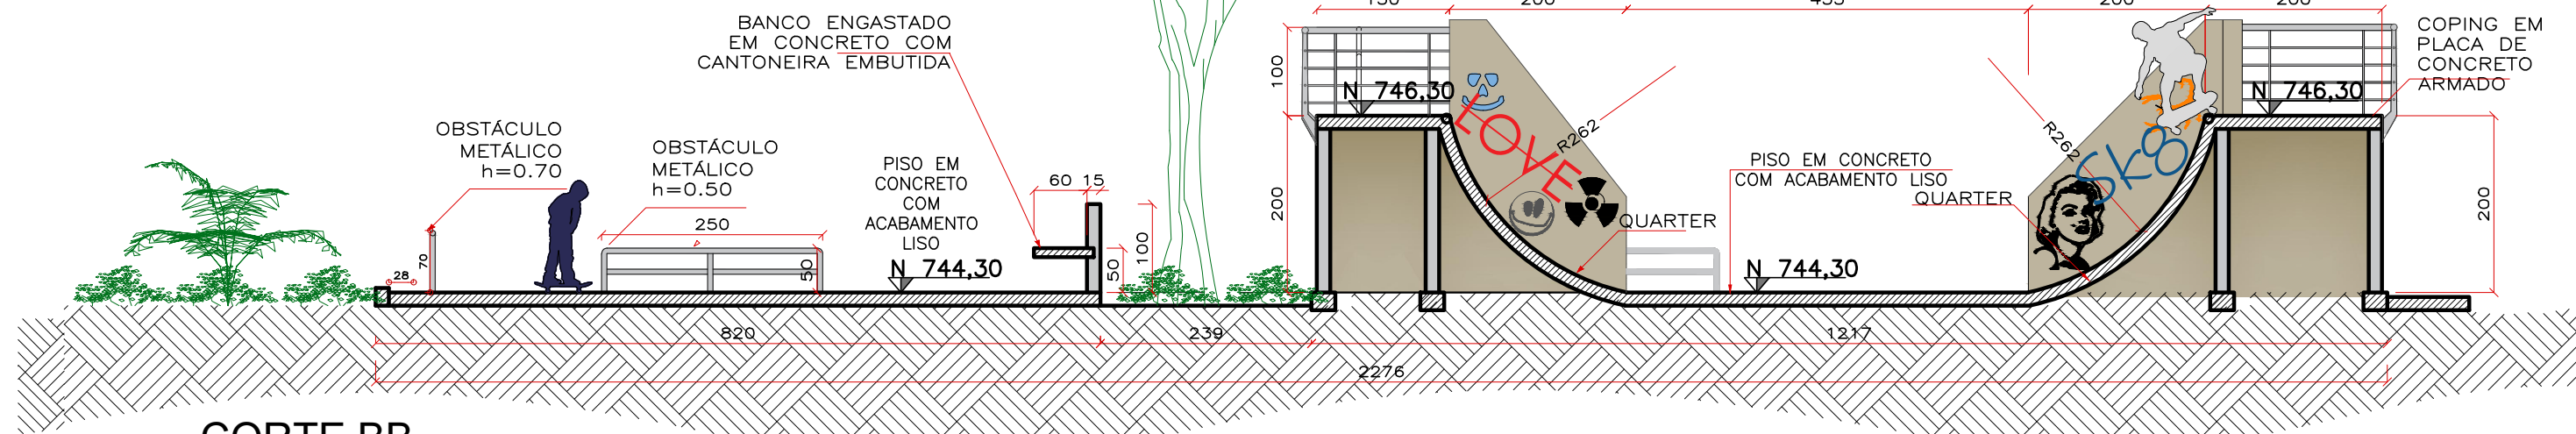 BANCO ENGASTADO
EM CONCRETO COM
CANTONEIRA EMBUTIDA
OBSTÁCULO
METÁLICO
h=0.70
OBSTÁCULO
METÁLICO
h=0.50
PISO EM
CONCRETO
COM
ACABAMENTO
LISO
60 15
250
28
70
50
N 744,30
50
100
200
455
200
200
100
200
N 746,30
LOVE
R262
QUARTER
PISO EM CONCRETO
COM ACABAMENTO LISO
QUARTER
N 744,30
R262
Sk8
N 746,30
COPING EM
PLACA DE
CONCRETO
ARMADO
200
820
239
1217
2276
CORTE BB